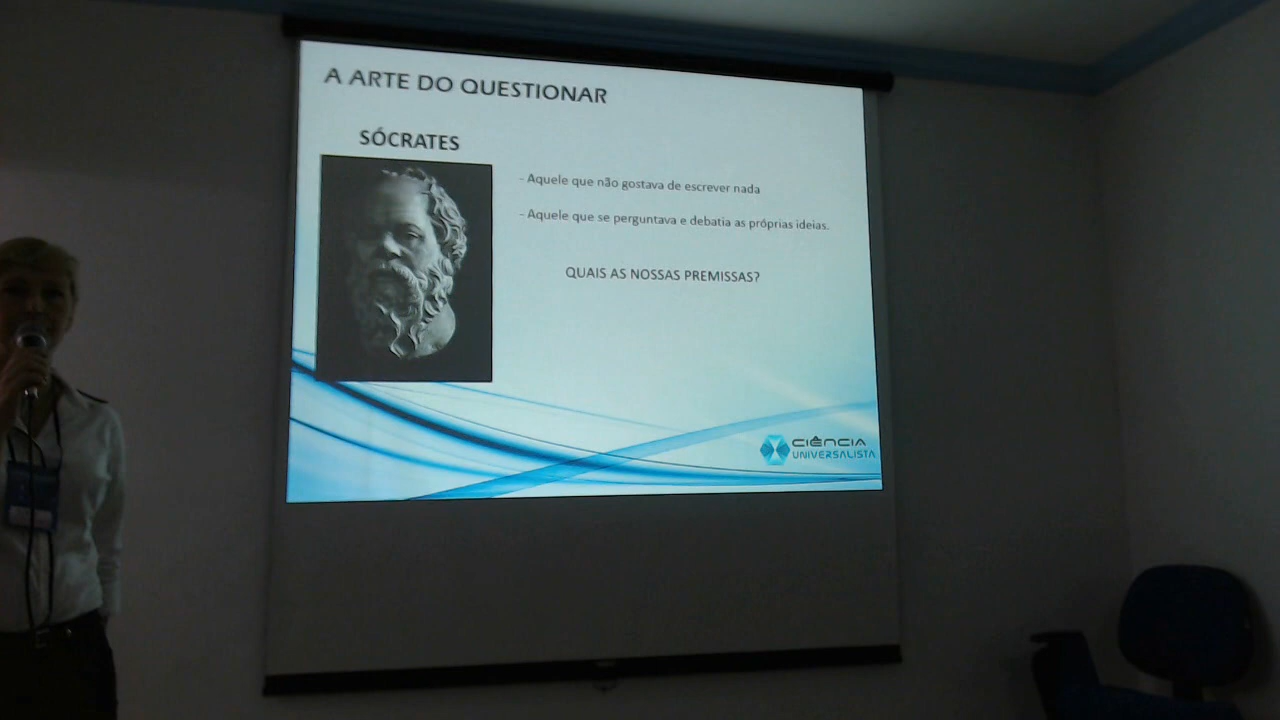 A ARTE DO QUESTIONAR
SÓCRATES
- Aquele que não gostava de escrever nada
- Aquele que se perguntava e debatia as próprias ideias.
QUAIS AS NOSSAS PREMISSAS?
CIÊNCIA
UNIVERSALISTA